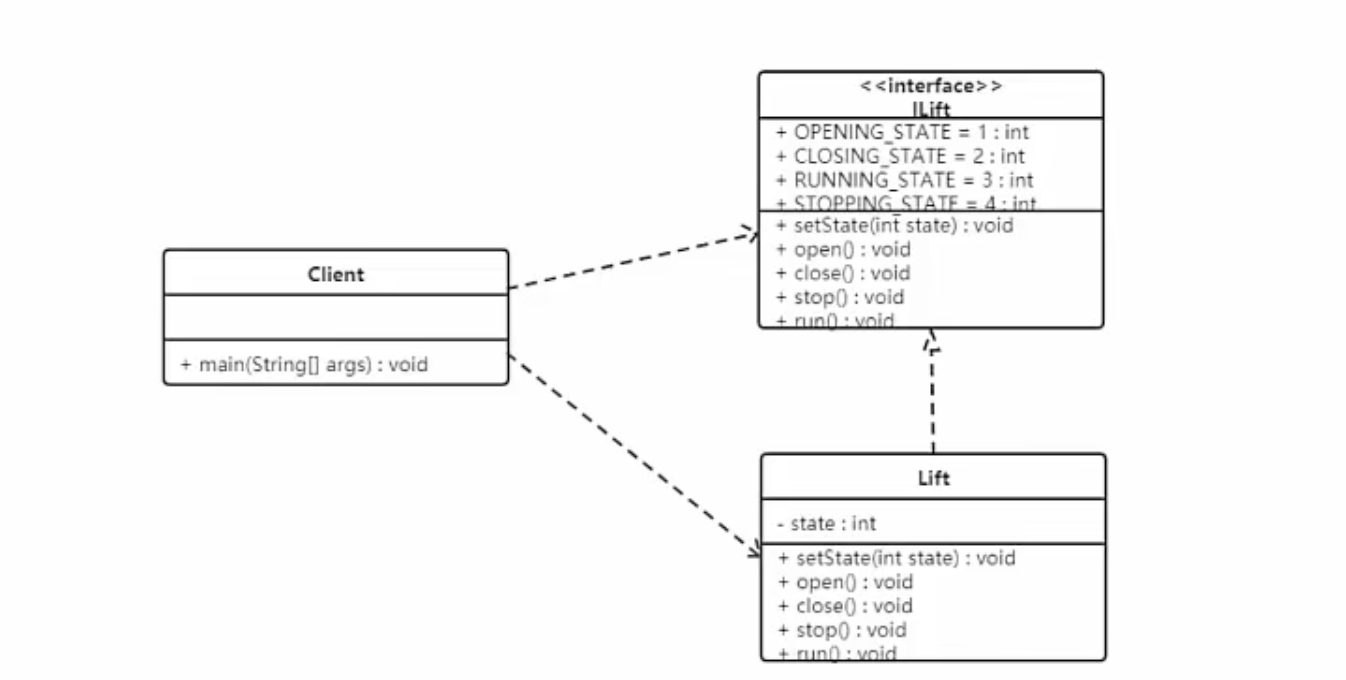 <<interface>>
ILift
+ OPENING_STATE = 1 : int
+ CLOSING_STATE = 2 : int
+ RUNNING_STATE = 3 : int
+ STOPPING_STATE = 4 : int
+ setState(int state) : void
+ open() : void
+ close() : void
+ stop() : void
+ run() : void
Client
+ main(String[] args) : void
Lift
- state : int
+ setState(int state) : void
+ open() : void
+ close() : void
+ stop() : void
+ run() : void